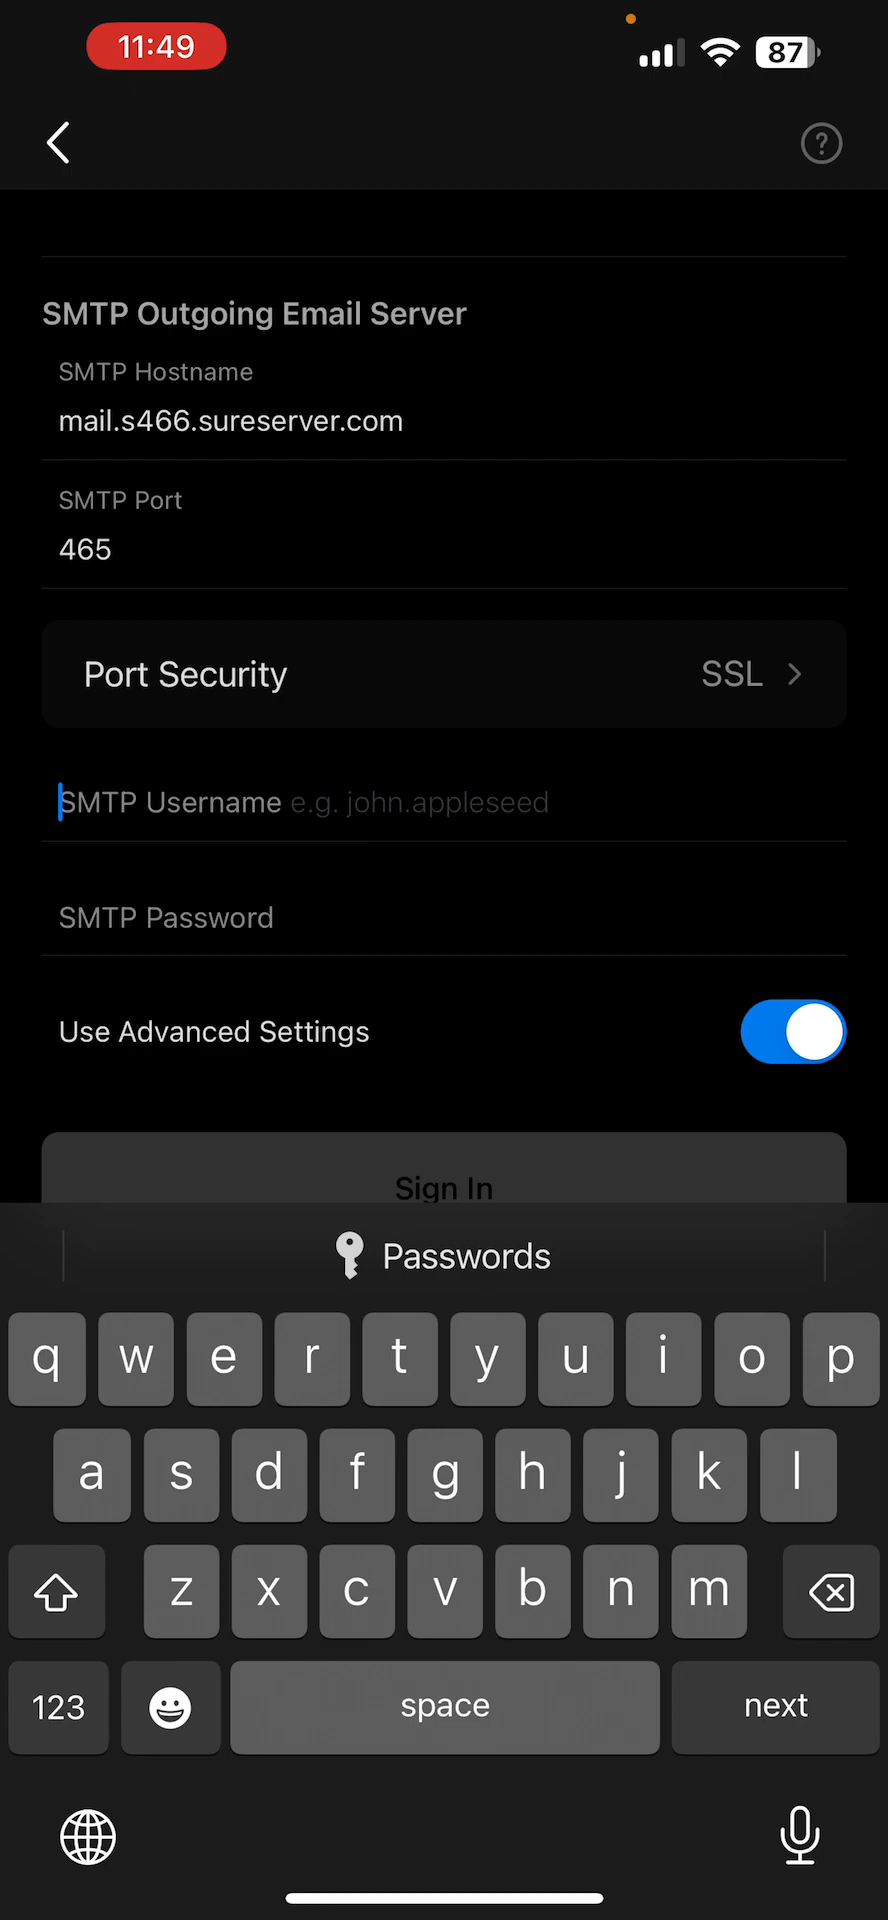 11:49
87
?
SMTP Outgoing Email Server
SMTP Hostname
mail.s466.sureserver.com
SMTP Port
465
Port Security SSL
SMTP Username e.g. john.appleseed
SMTP Password
Use Advanced Settings
Sign In
Passwords
q w e r t y u i o p
a s d f g h j k l
z x c v b n m
123 space next